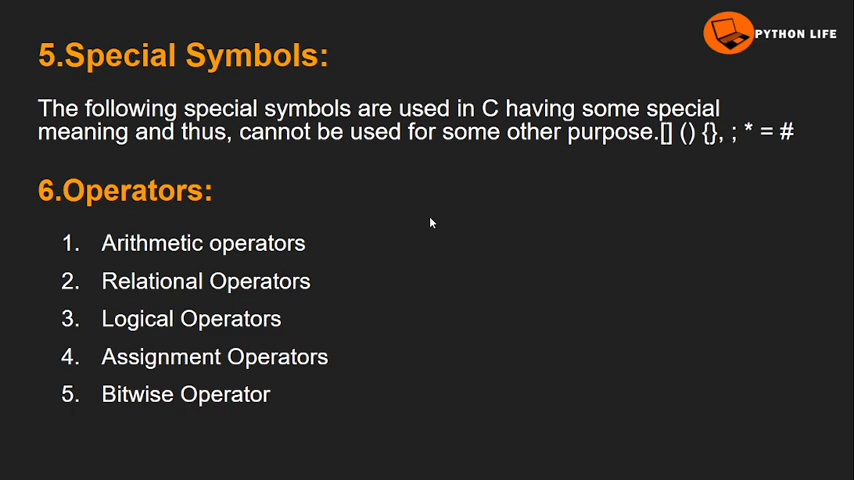 PYTHON LIFE
5.Special Symbols:
The following special symbols are used in C having some special
meaning and thus, cannot be used for some other purpose.[] () {}, ; * = #
6.Operators:
1. Arithmetic operators
2. Relational Operators
3. Logical Operators
4. Assignment Operators
5. Bitwise Operator